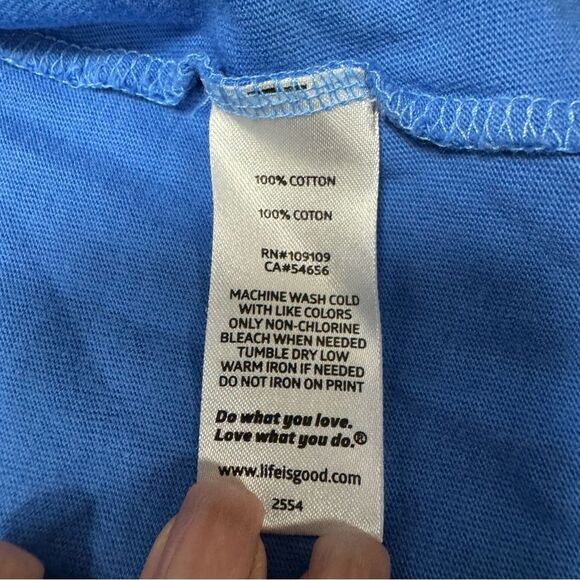 100% COTTON
100% COTON
RN#109109
CA#54656
MACHINE WASH COLD
WITH LIKE COLORS
ONLY NON-CHLORINE
BLEACH WHEN NEEDED
TUMBLE DRY LOW
WARM IRON IF NEEDED
DO NOT IRON ON PRINT
Do what you love.
Love what you do.®
www.lifeisgood.com
2554